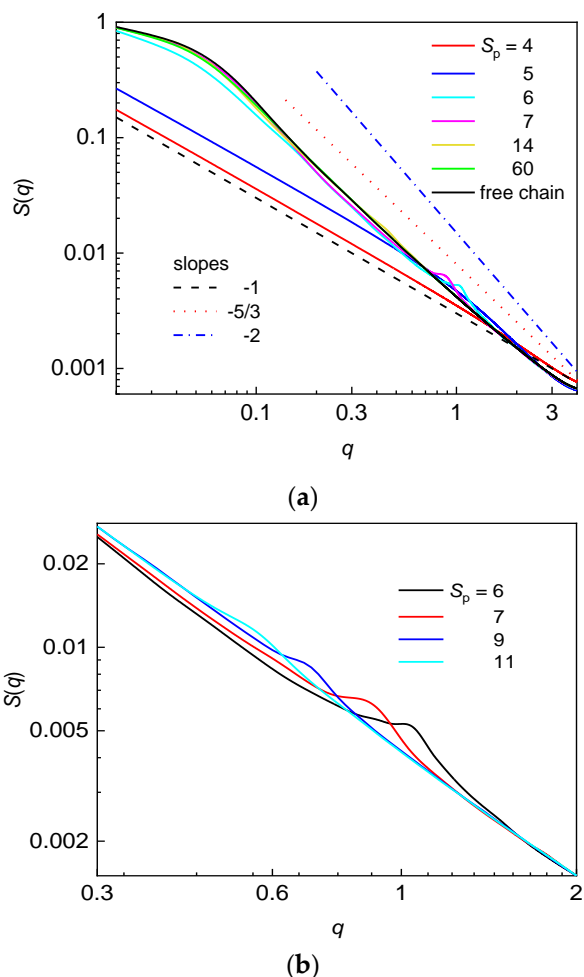 1
0.1
0.01
0.001
S(q)
Sp = 4
5
6
7
14
60
free chain
slopes
-1
-5/3
-2
0.1 0.3 1 3
q
(a)
0.02
0.01
0.005
0.002
S(q)
Sp = 6
7
9
11
0.3 0.6 1 2
q
(b)